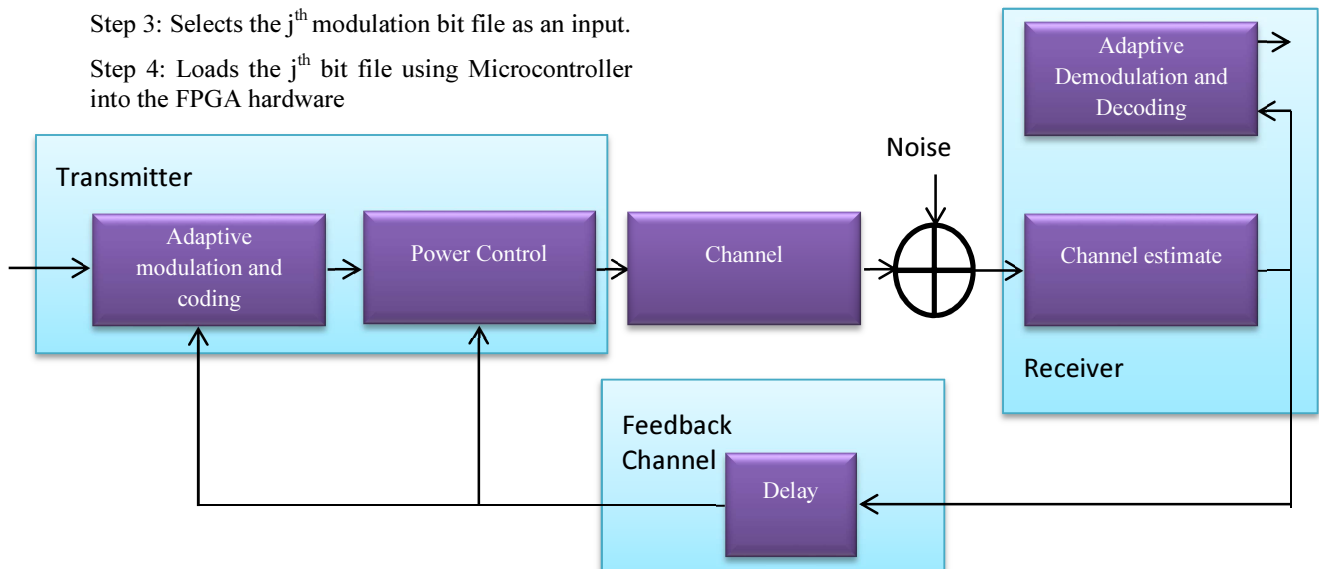 Step 3: Selects the jth modulation bit file as an input.
Step 4: Loads the jth bit file using Microcontroller
into the FPGA hardware
Adaptive
Demodulation and
Decoding
Noise
Transmitter
Adaptive
modulation and
coding
Power Control
Channel
Channel estimate
Receiver
Feedback
Channel
Delay